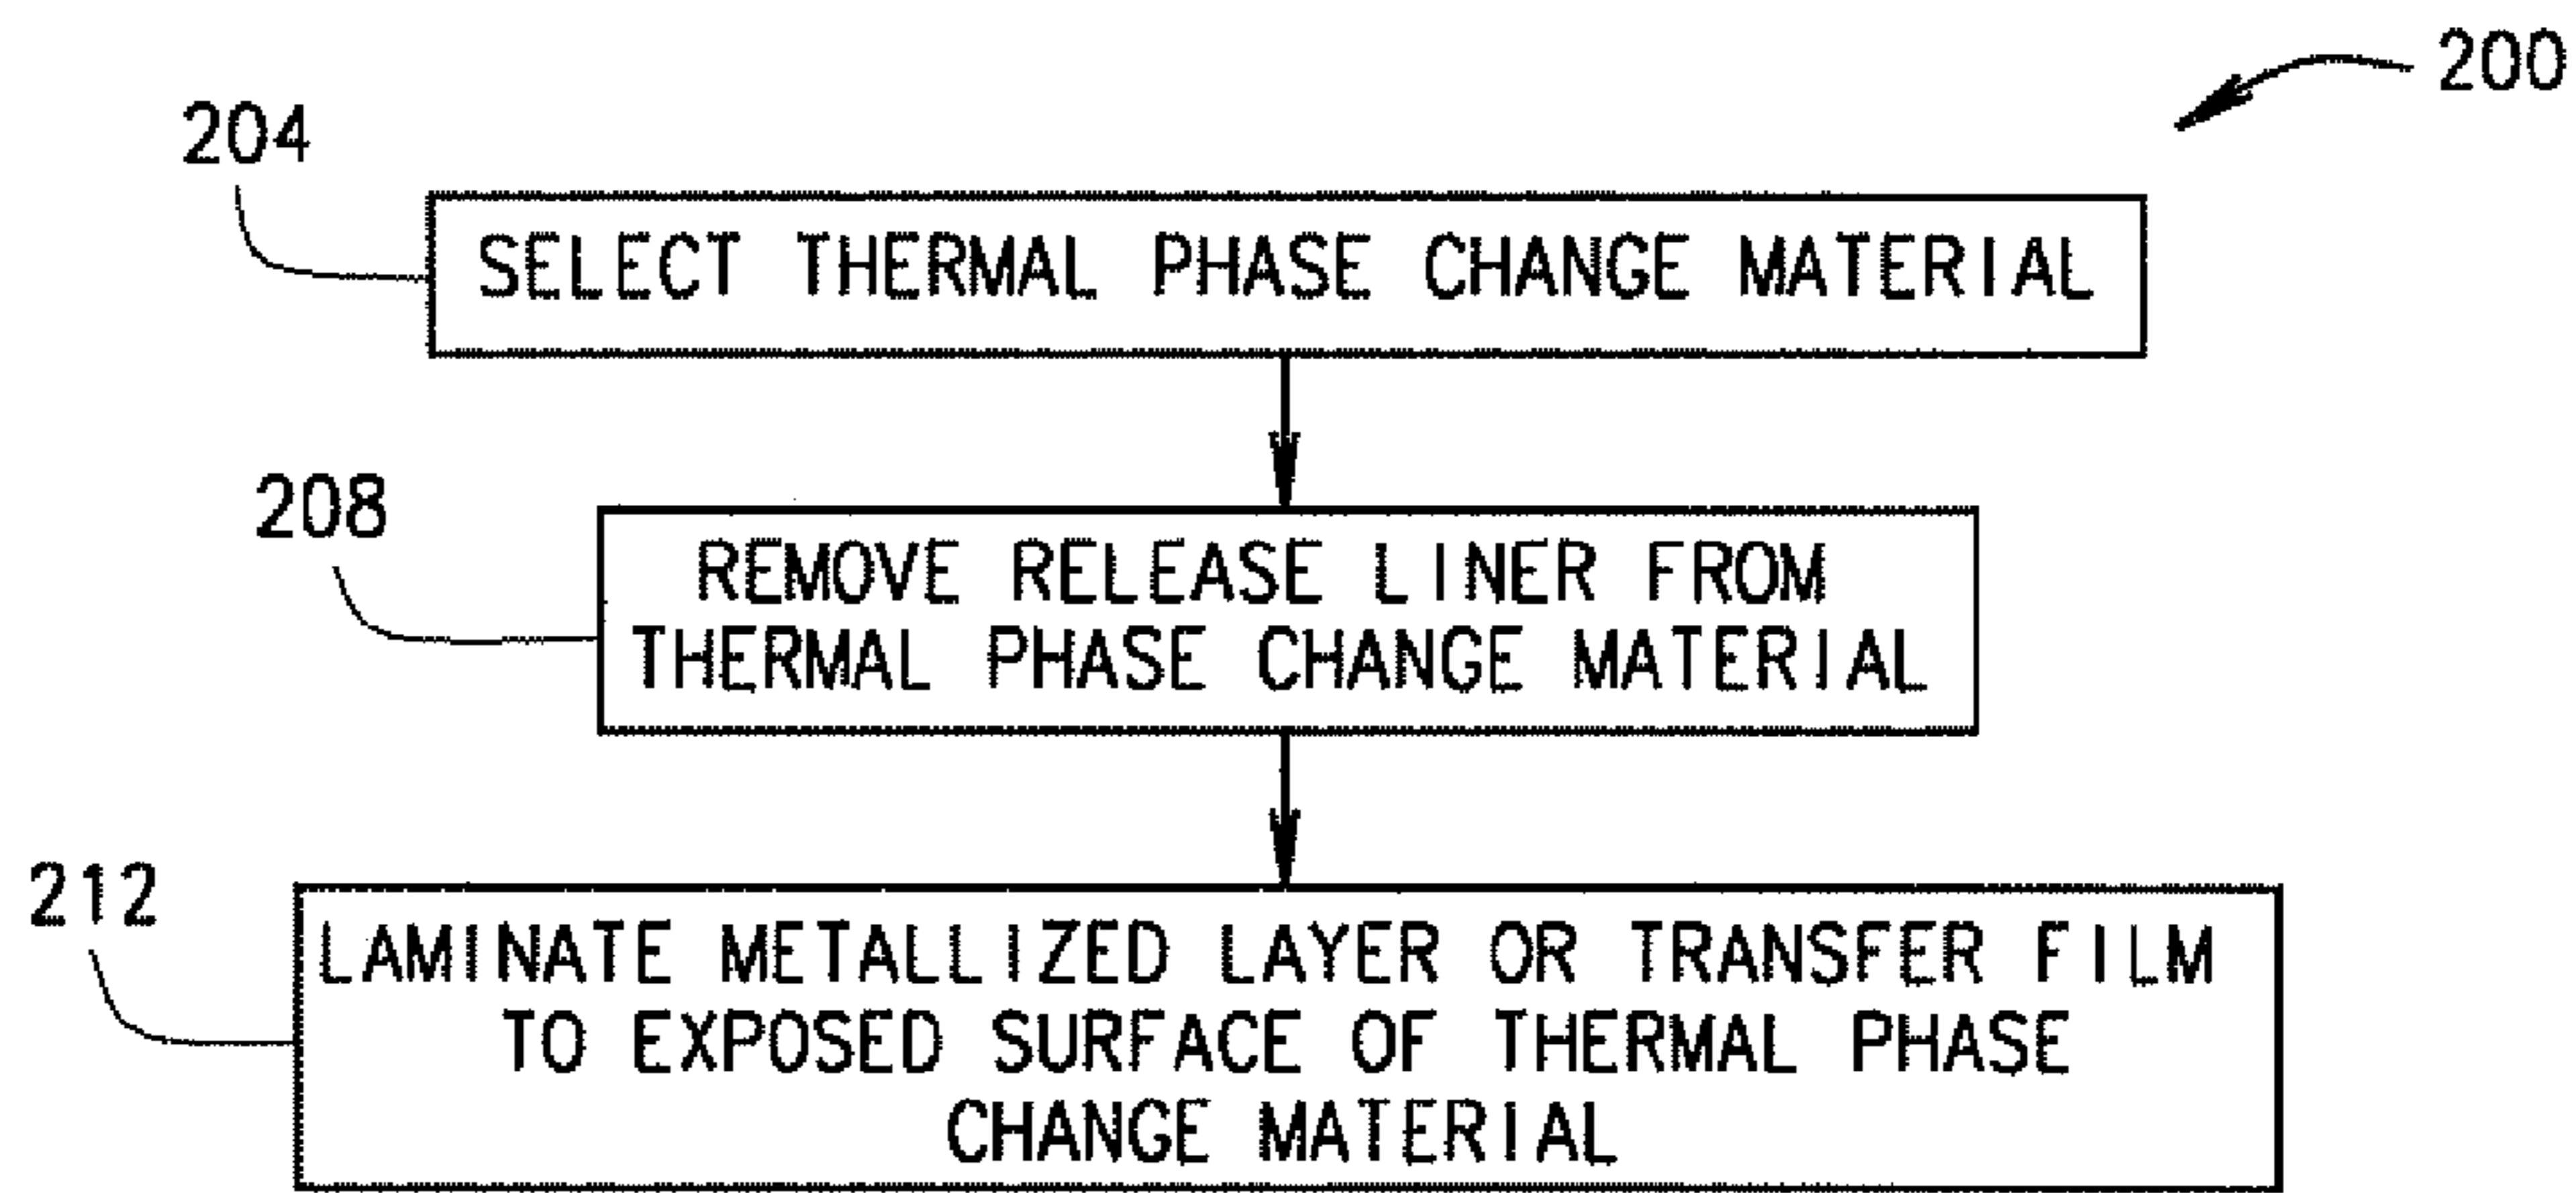 200
204
SELECT THERMAL PHASE CHANGE MATERIAL
208
REMOVE RELEASE LINER FROM
THERMAL PHASE CHANGE MATERIAL
212
LAMINATE METALLIZED LAYER OR TRANSFER FILM
TO EXPOSED SURFACE OF THERMAL PHASE
CHANGE MATERIAL